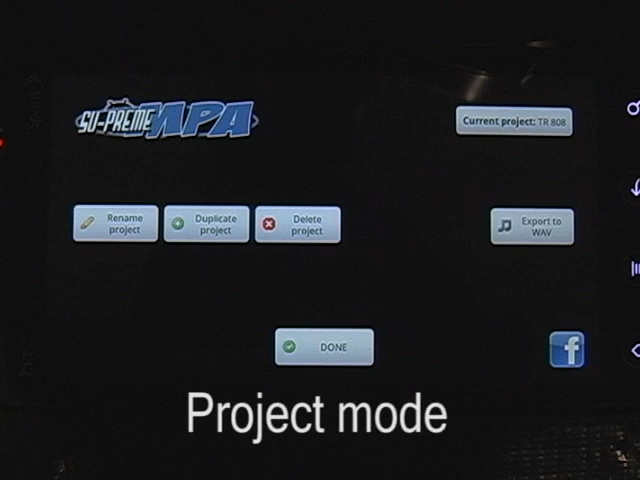 SU-PREME MPA
Current project: TR 808
Rename
project
Duplicate
project
Delete
project
Export to
WAV
DONE
f
htc
Project mode